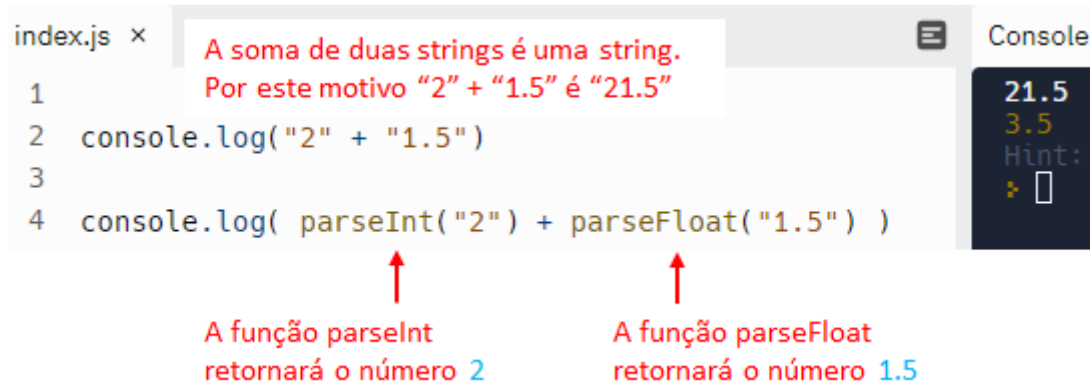 index.js ×
A soma de duas strings é uma string.
Por este motivo “2” + “1.5” é “21.5”
1
2 console.log("2" + "1.5")
3
4 console.log( parseInt("2") + parseFloat("1.5") )
Console
21.5
3.5
Hint:
A função parseInt
retornará o número 2
A função parseFloat
retornará o número 1.5